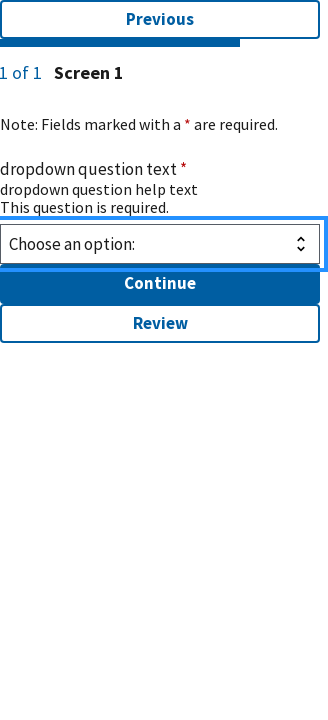 Previous
1 of 1 Screen 1
Note: Fields marked with a * are required.
dropdown question text *
dropdown question help text
This question is required.
Choose an option:
Continue
Review